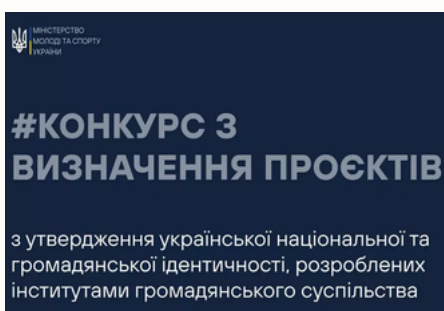 МІНІСТЕРСТВО
МОЛОДІ ТА СПОРТУ
УКРАЇНИ
#КОНКУРС З
ВИЗНАЧЕННЯ ПРОЄКТІВ
з утвердження української національної та
громадянської ідентичності, розроблених
інститутами громадянського суспільства